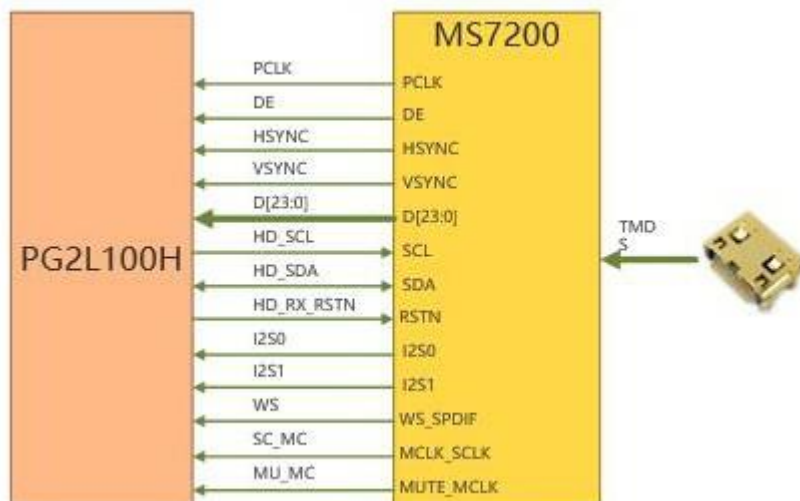 MS7200
PCLK
PCLK
DE
DE
HSYNC
HSYNC
VSYNC
VSYNC
D[23:0]
D[23:0]
TMD
S
HD_SCL
SCL
PG2L100H
HD_SDA
SDA
HD_RX_RSTN
RSTN
I2S0
I2S0
I2S1
I2S1
WS
WS_SPDIF
SC_MC
MCLK_SCLK
MU_MC
MUTE_MCLK